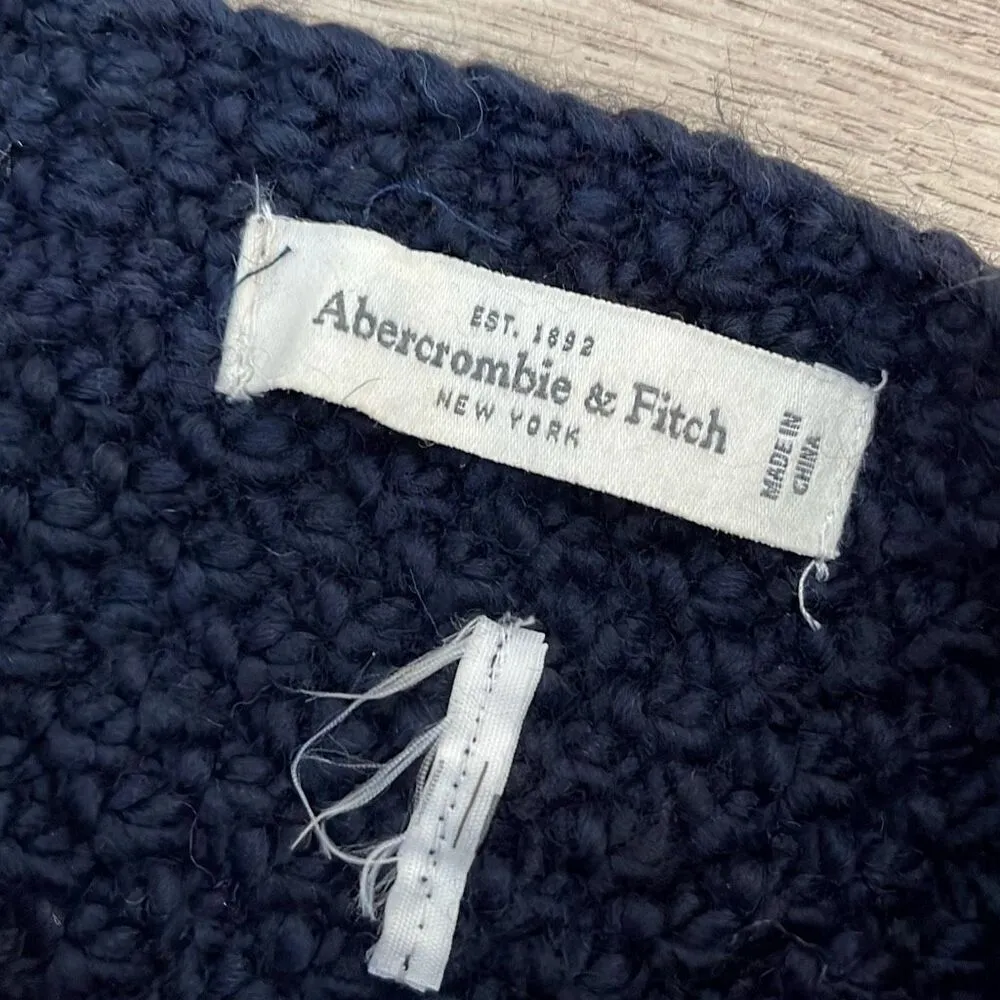 EST. 1892
Abercrombie & Fitch
NEW YORK
MADE IN
CHINA